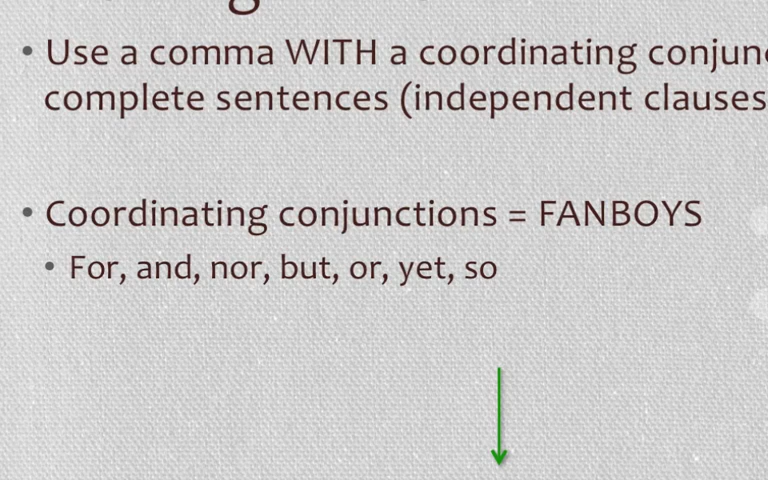 • Use a comma WITH a coordinating
complete sentences (independent clauses
• Coordinating conjunctions = FANBOYS
• For, and, nor, but, or, yet, so